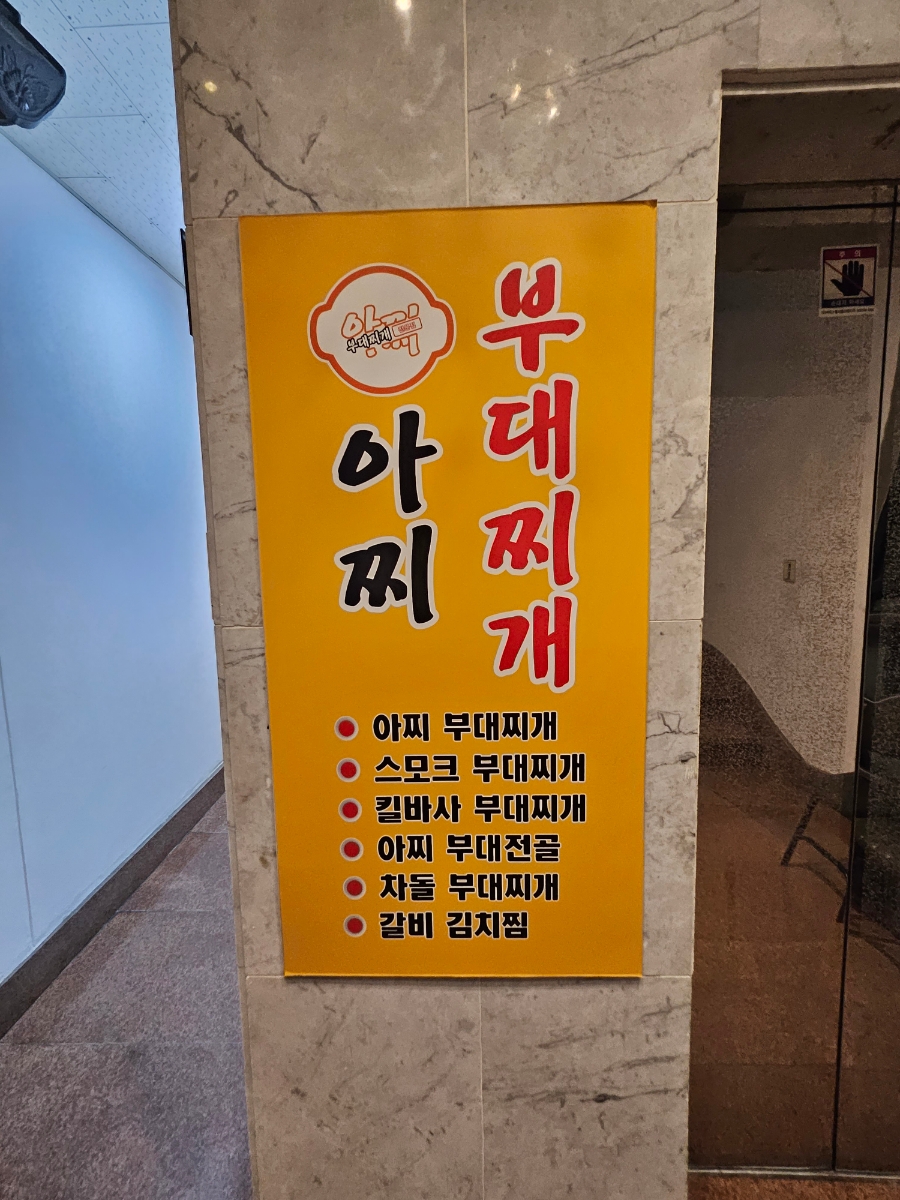 아찌
부대찌개
부대찌개
아찌
아찌 부대찌개
스모크 부대찌개
킬바사 부대찌개
아찌 부대전골
차돌 부대찌개
갈비 김치찜
주의